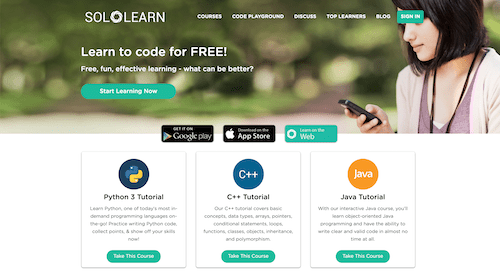 SOLOLEARN
COURSES CODE PLAYGROUND DISCUSS TOP LEARNERS BLOG SIGN IN
Learn to code for FREE!
Free, fun, effective learning - what can be better?
Start Learning Now
GET IT ON
Google play
Download on the
App Store
Learn on the
Web
C++
Java
Python 3 Tutorial
Learn Python, one of today's most in-
demand programming languages on-
the-go! Practice writing Python code,
collect points, & show off your skills
now!
Take This Course
C++ Tutorial
Our C++ tutorial covers basic
concepts, data types, arrays, pointers,
conditional statements, loops,
functions, classes, objects, inheritance,
and polymorphism.
Take This Course
Java Tutorial
With our interactive Java course, you'll
learn object-oriented Java
programming and have the ability to
write clear and valid code in almost no
time at all.
Take This Course